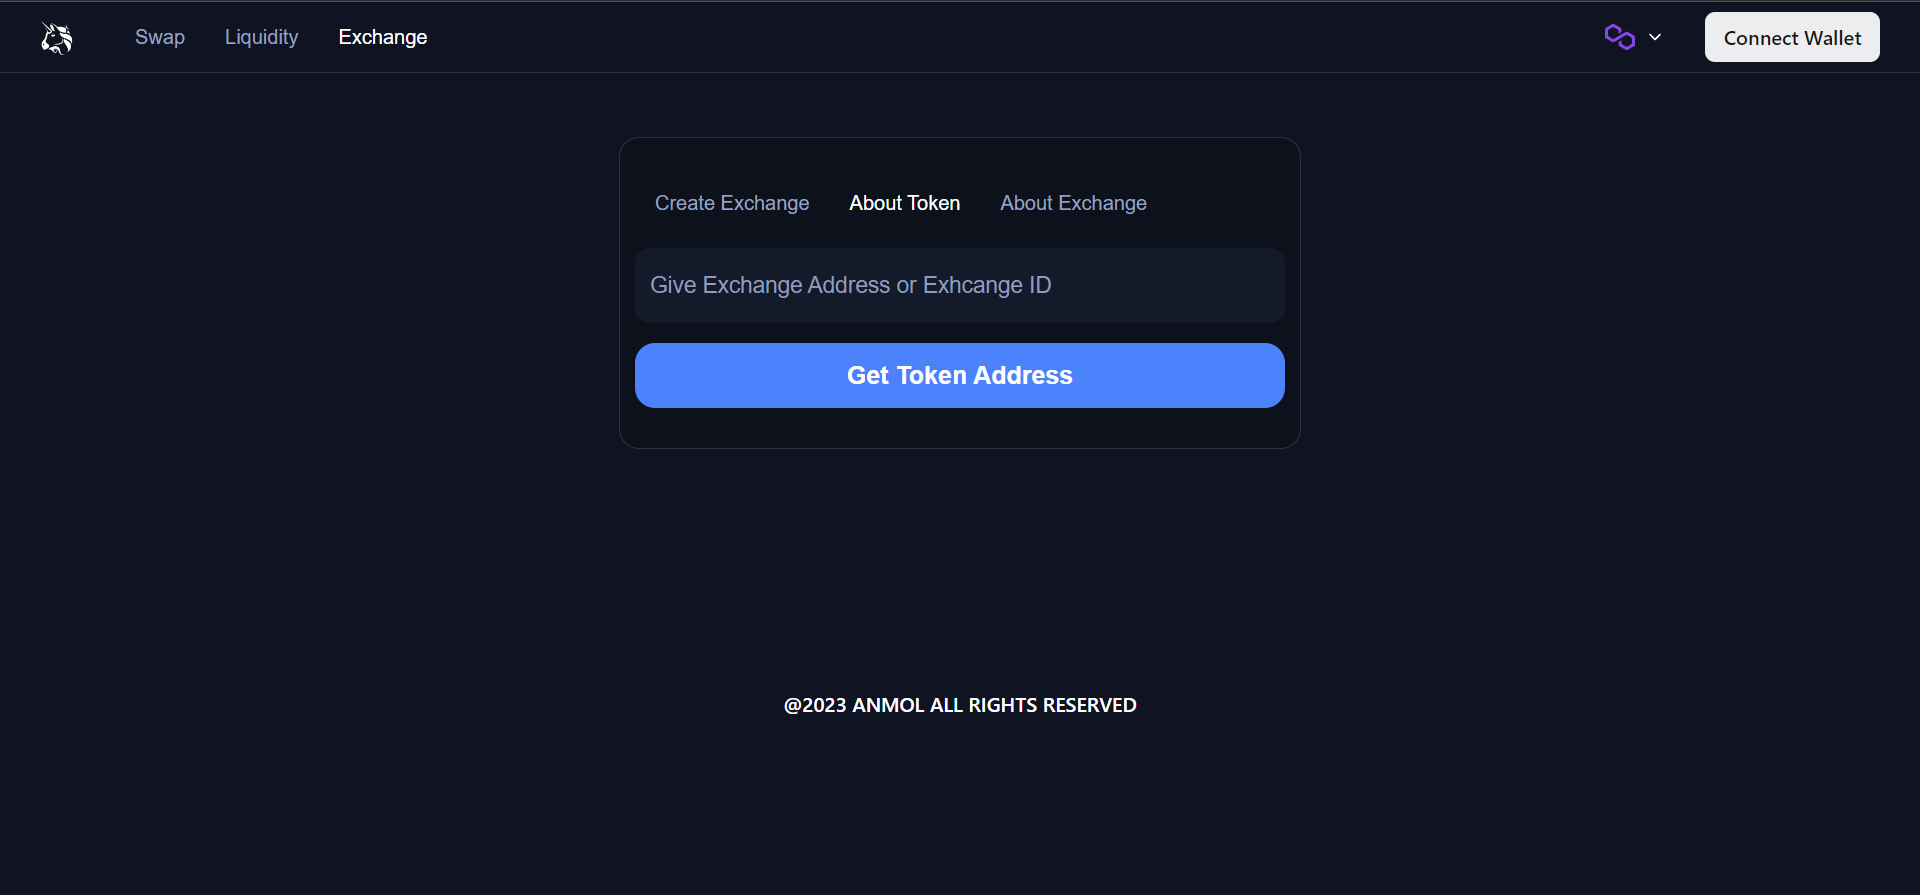 Swap Liquidity Exchange Connect Wallet
Create Exchange About Token About Exchange
Give Exchange Address or Exhcange ID
Get Token Address
@2023 ANMOL ALL RIGHTS RESERVED